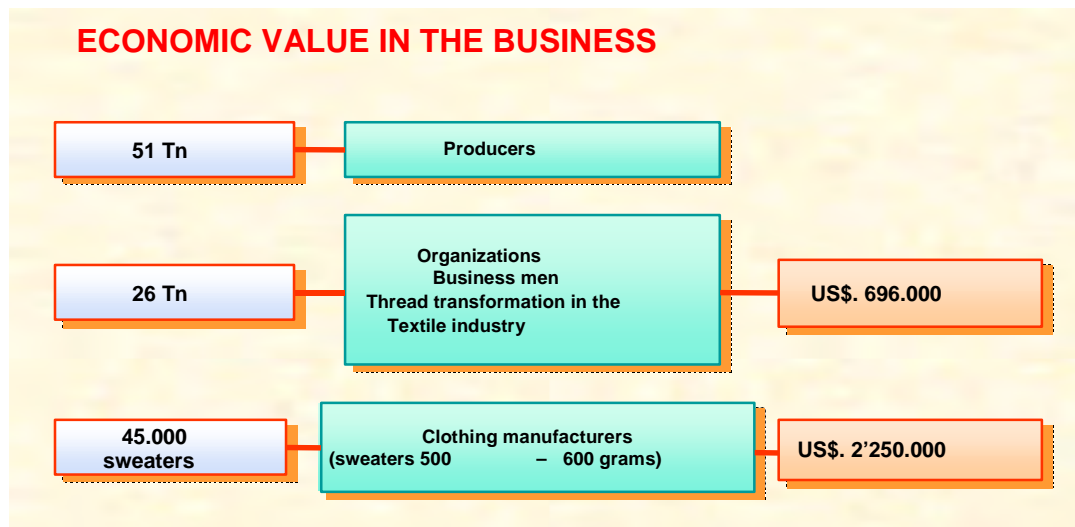 ECONOMIC VALUE IN THE BUSINESS
51 Tn
Producers
26 Tn
Organizations
Business men
Thread transformation in the
Textile industry
US$. 696.000
45.000
sweaters
Clothing manufacturers
(sweaters 500 – 600 grams)
US$. 2’250.000